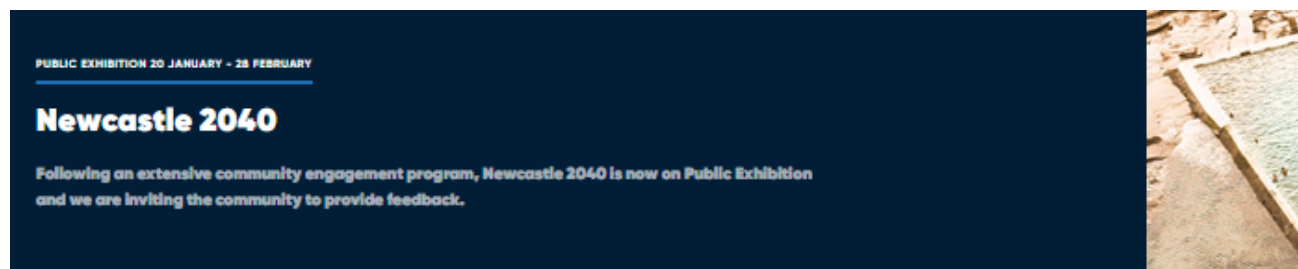 PUBLIC EXHIBITION 20 JANUARY - 28 FEBRUARY
Newcastle 2040
Following an extensive community engagement program, Newcastle 2040 is now on Public Exhibition
and we are inviting the community to provide feedback.